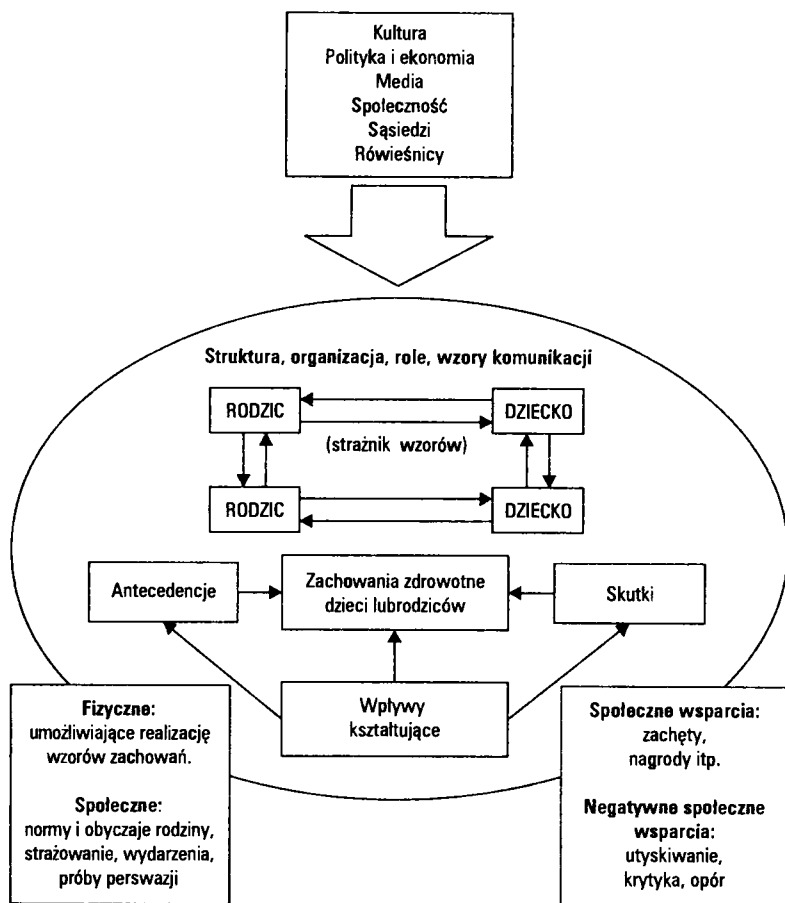 Kultura
Polityka i ekonomia
Media
Społeczność
Sąsiedzi
Rówieśnicy
Struktura, organizacja, role, wzory komunikacji
RODZIC
DZIECKO
(strażnik wzorów)
RODZIC
DZIECKO
Antecedencje
Zachowania zdrowotne
dzieci lubrodziców
Skutki
Wpływy
kształtujące
Fizyczne:
umożliwiające realizację
wzorów zachowań.
Społeczne:
normy i obyczaje rodziny,
strażowanie, wydarzenia,
próby perswazji
Społeczne wsparcia:
zachęty,
nagrody itp.
Negatywne społeczne
wsparcia:
utyskiwanie,
krytyka, opór